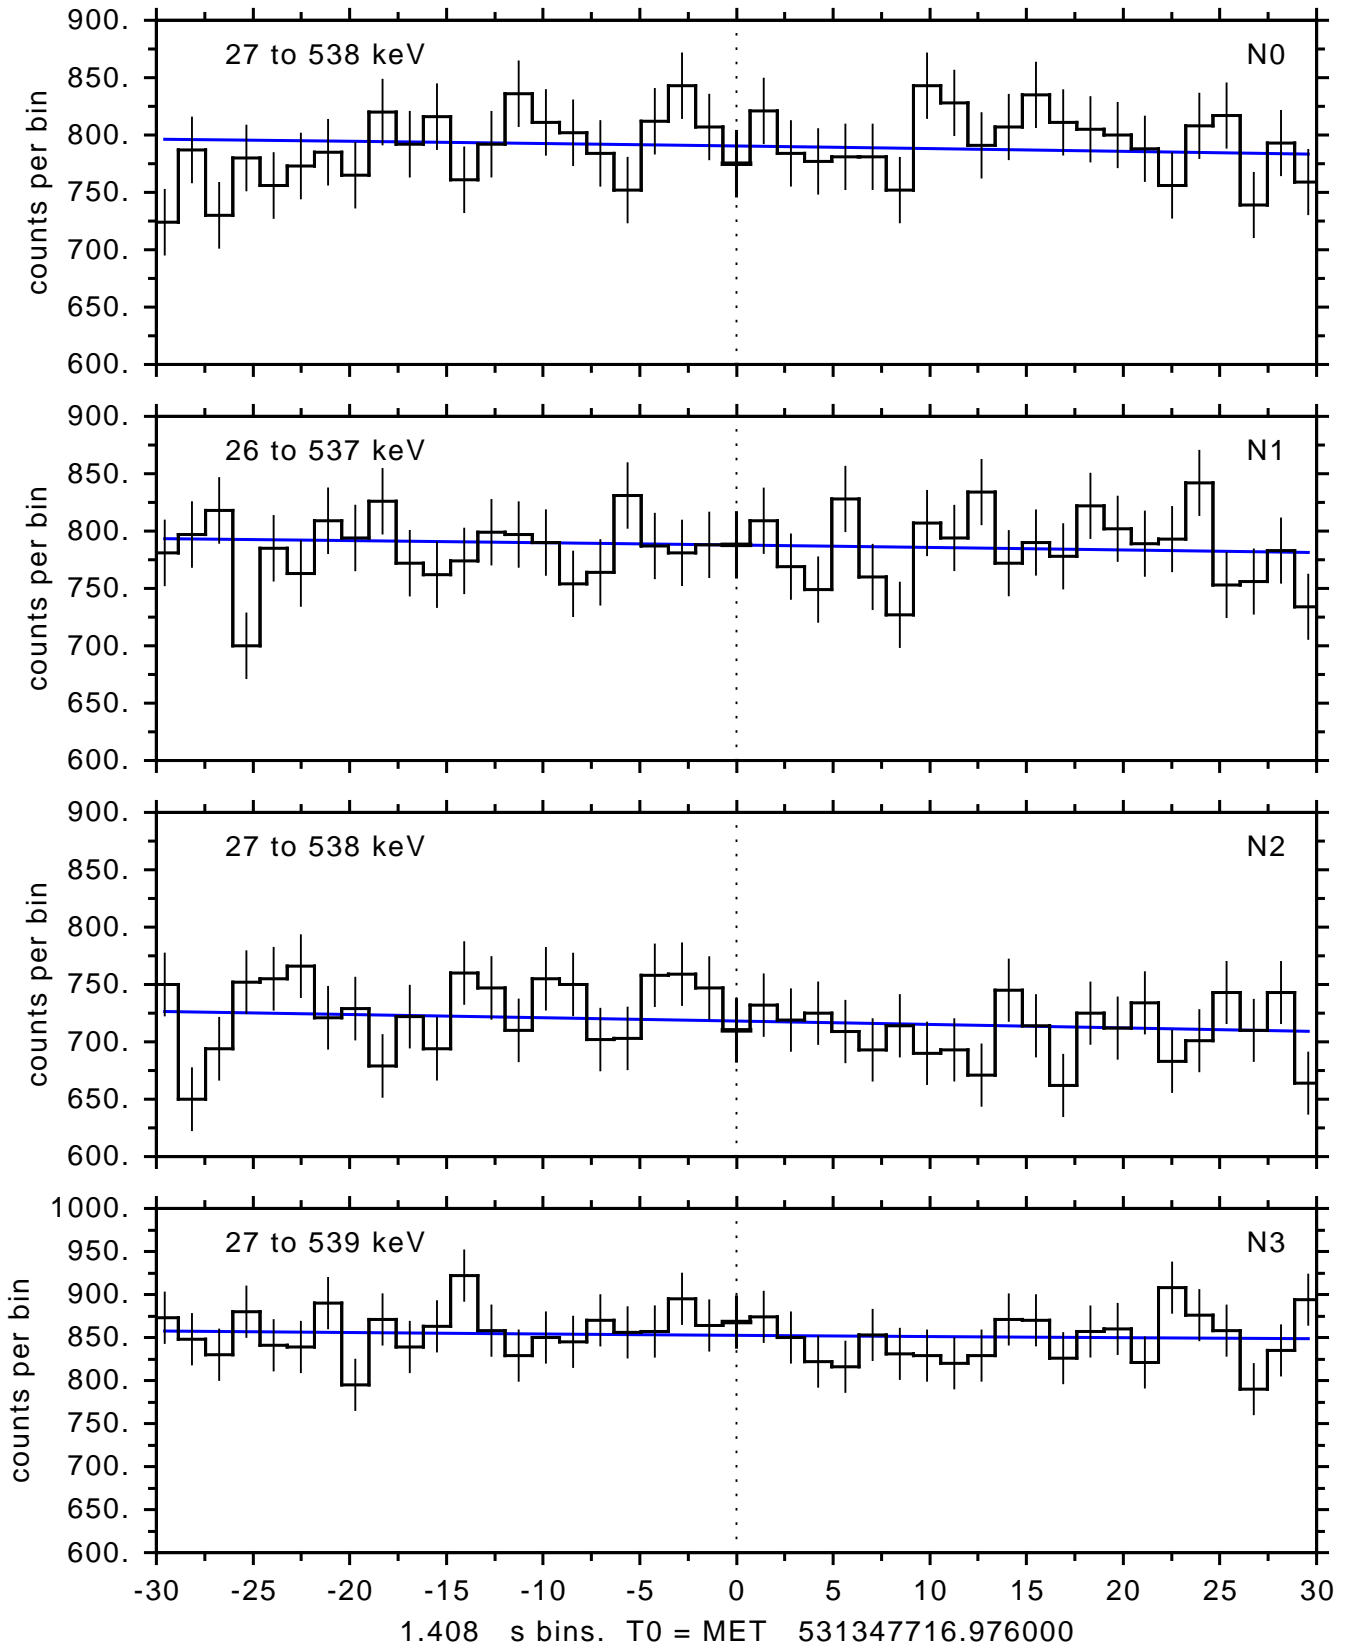 900.
850.
800.
750.
700.
650.
600.
counts per bin
27 to 538 keV
N0
900.
850.
800.
750.
700.
650.
600.
counts per bin
26 to 537 keV
N1
900.
850.
800.
750.
700.
650.
600.
counts per bin
27 to 538 keV
N2
1000.
950.
900.
850.
800.
750.
700.
650.
600.
counts per bin
27 to 539 keV
N3
-30 -25 -20 -15 -10 -5 0 5 10 15 20 25 30
1.408 s bins. T0 = MET 531347716.976000